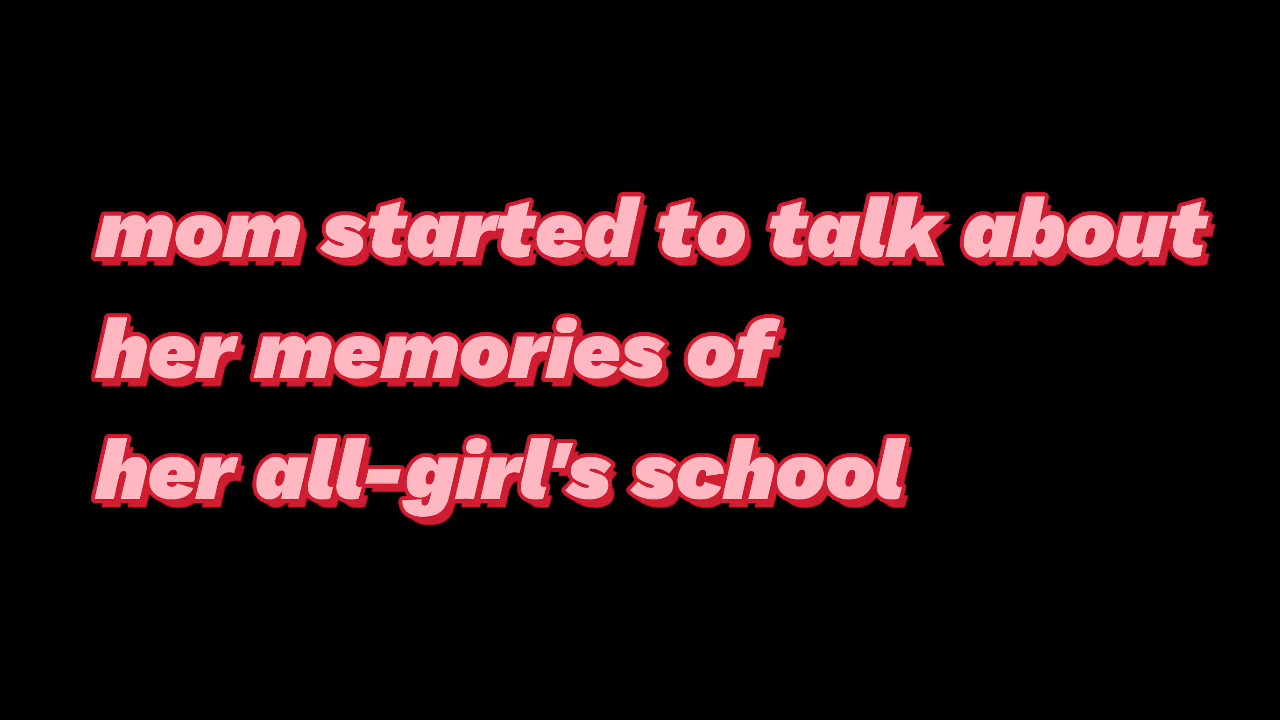 mom started to talk about
her memories of
her all-girl's school